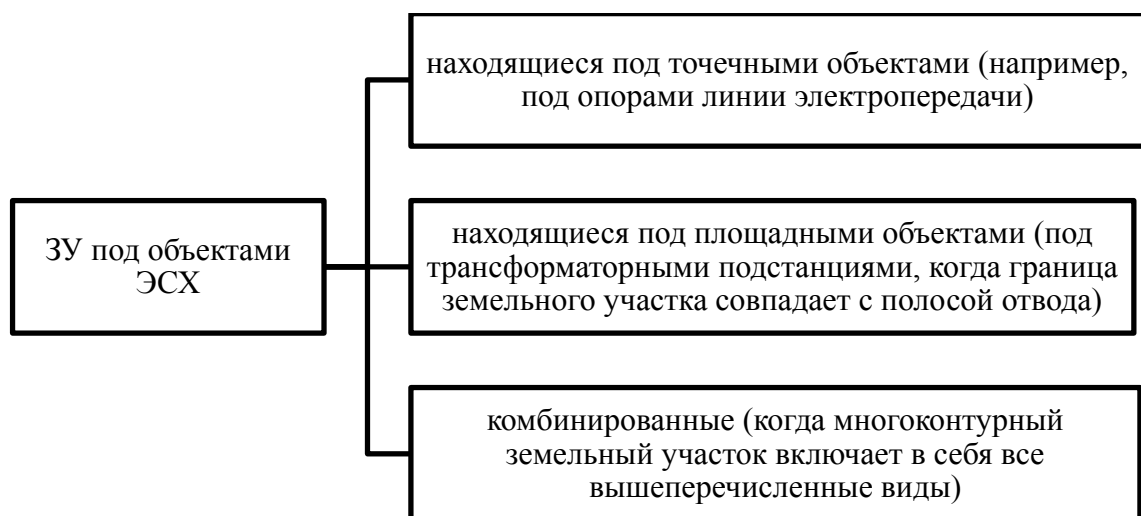 находящиеся под точечными объектами (например,
под опорами линии электропередачи)
ЗУ под объектами
ЭСХ
находящиеся под площадными объектами (под
трансформаторными подстанциями, когда граница
земельного участка совпадает с полосой отвода)
комбинированные (когда многоконтурный
земельный участок включает в себя все
вышеперечисленные виды)